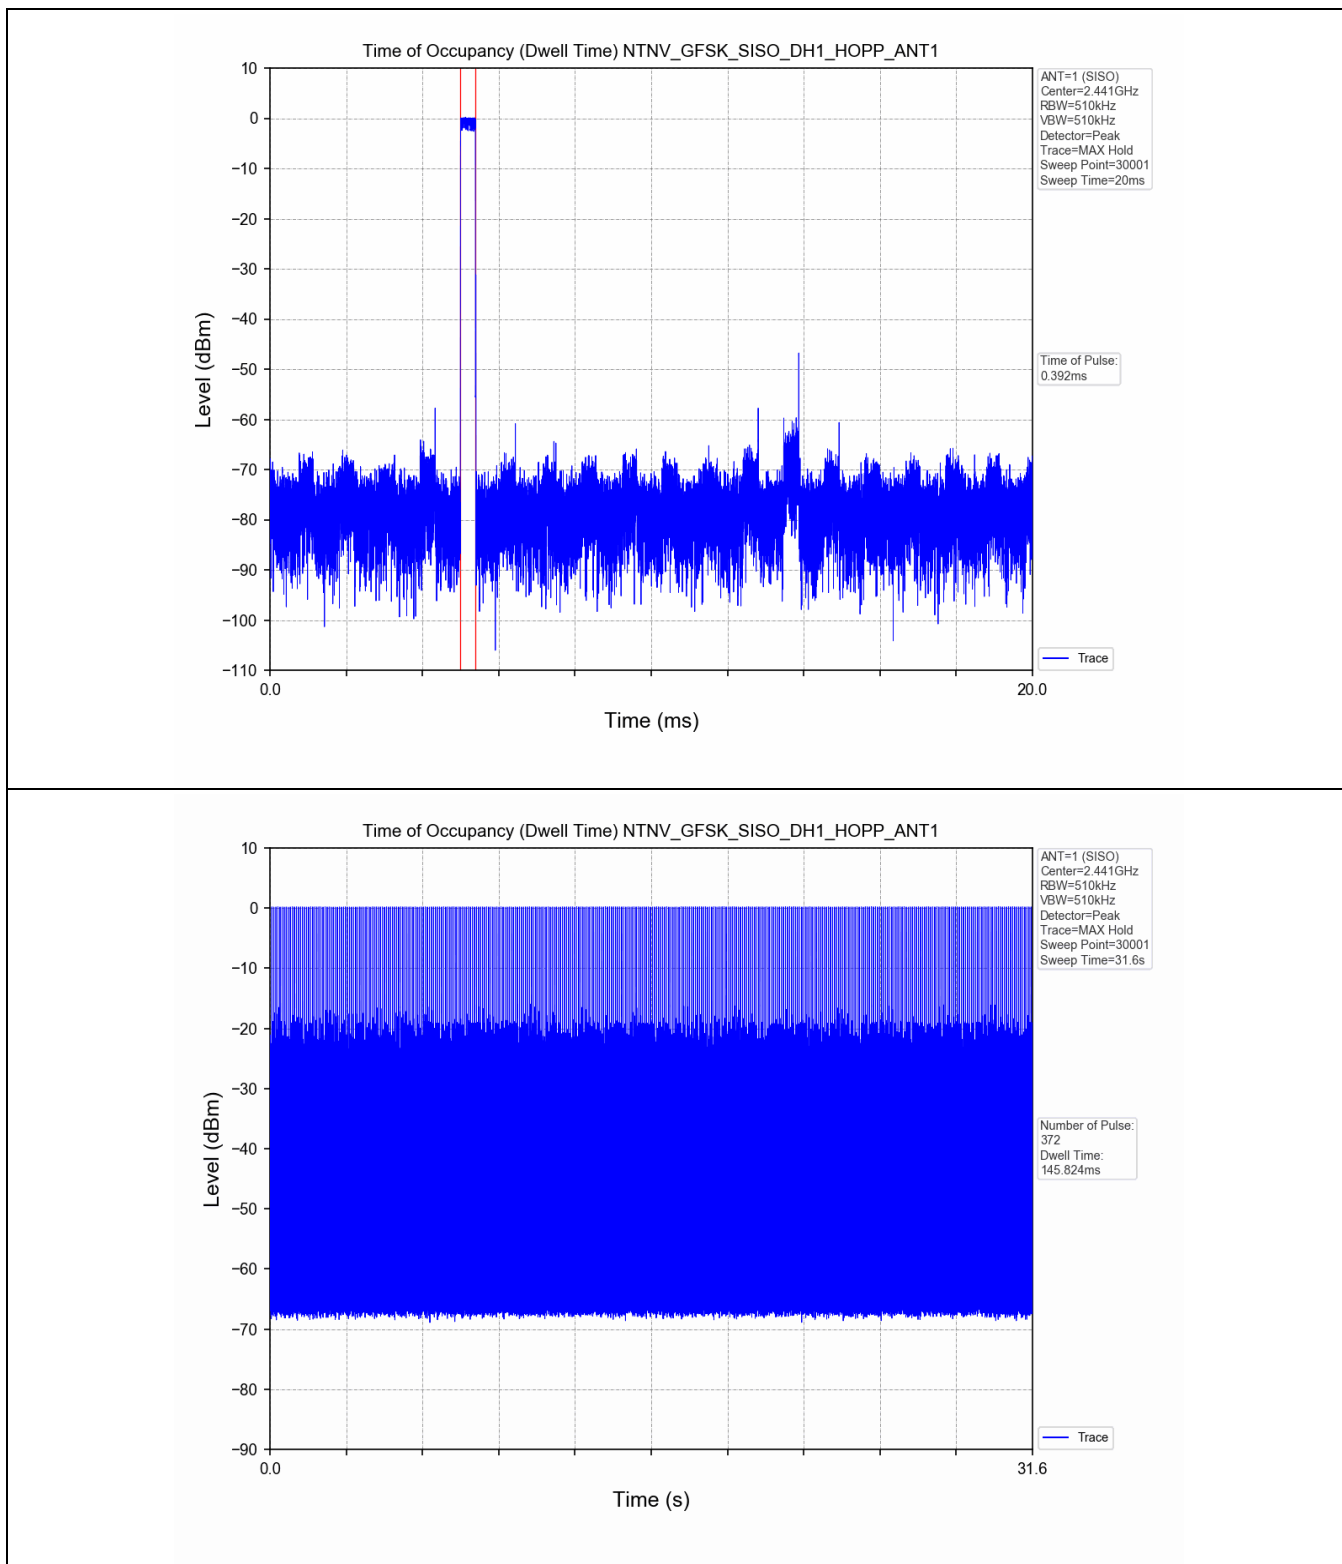 Time of Occupancy (Dwell Time) NTNV_GFSK_SISO_DH1_HOPP_ANT1
10
0
−10
−20
−30
−40
−50
−60
−70
−80
−90
−100
−110
Level (dBm)
0.0
20.0
Time (ms)
ANT=1 (SISO)
Center=2.441GHz
RBW=510kHz
VBW=510kHz
Detector=Peak
Trace=MAX Hold
Sweep Point=30001
Sweep Time=20ms
Time of Pulse:
0.392ms
Trace
Time of Occupancy (Dwell Time) NTNV_GFSK_SISO_DH1_HOPP_ANT1
10
0
−10
−20
−30
−40
−50
−60
−70
−80
−90
Level (dBm)
0.0
31.6
Time (s)
ANT=1 (SISO)
Center=2.441GHz
RBW=510kHz
VBW=510kHz
Detector=Peak
Trace=MAX Hold
Sweep Point=30001
Sweep Time=31.6s
Number of Pulse:
372
Dwell Time:
145.824ms
Trace